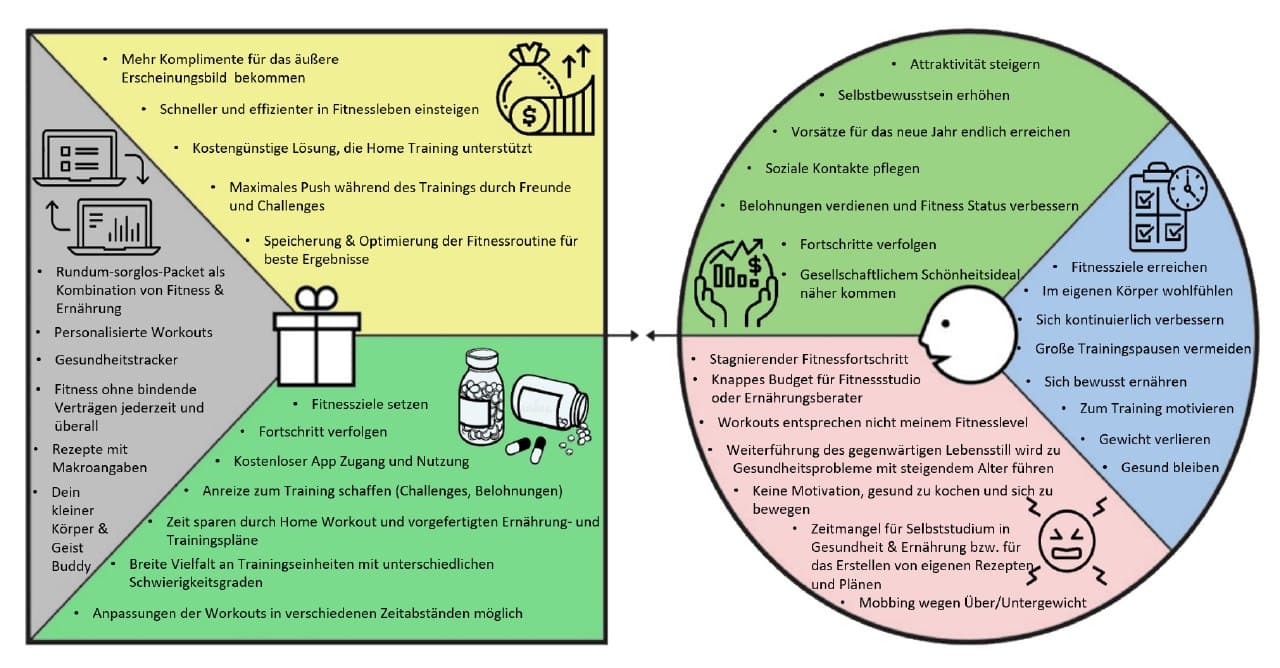 Mehr Komplimente für das äußere
Erscheinungsbild bekommen
Schneller und effizienter in Fitnessleben einsteigen
Kostengünstige Lösung, die Home Training unterstützt
Maximales Push während des Trainings durch Freunde
und Challenges
Speicherung & Optimierung der Fitnessroutine für
beste Ergebnisse
Rundum-sorglos-Packet als
Kombination von Fitness &
Ernährung
Personalisierte Workouts
Gesundheitstracker
Fitness ohne bindende
Verträgen jederzeit und
überall
Rezepte mit
Makroangaben
Dein
kleiner
Körper &
Geist
Buddy
Fitnessziele setzen
Fortschritt verfolgen
Kostenloser App Zugang und Nutzung
Anreize zum Training schaffen (Challenges, Belohnungen)
Zeit sparen durch Home Workout und vorgefertigten Ernährung- und
Trainingspläne
Breite Vielfalt an Trainingseinheiten mit unterschiedlichen
Schwierigkeitsgraden
Anpassungen der Workouts in verschiedenen Zeitabständen möglich
Attraktivität steigern
Selbstbewusstsein erhöhen
Vorsätze für das neue Jahr endlich erreichen
Soziale Kontakte pflegen
Belohnungen verdienen und Fitness Status verbessern
Fortschritte verfolgen
Gesellschaftlichem Schönheitsideal
näher kommen
Fitnessziele erreichen
Im eigenen Körper wohlfühlen
Sich kontinuierlich verbessern
Große Trainingspausen vermeiden
Sich bewusst ernähren
Zum Training motivieren
Gewicht verlieren
Gesund bleiben
Stagnierender Fitnessfortschritt
Knappes Budget für Fitnessstudio
oder Ernährungsberater
Workouts entsprechen nicht meinem Fitnesslevel
Weiterführung des gegenwärtigen Lebensstill wird zu
Gesundheitsprobleme mit steigendem Alter führen
Keine Motivation, gesund zu kochen und sich zu
bewegen
Zeitmangel für Selbststudium in
Gesundheit & Ernährung bzw. für
das Erstellen von eigenen Rezepten
und Plänen
Mobbing wegen Über/Untergewicht